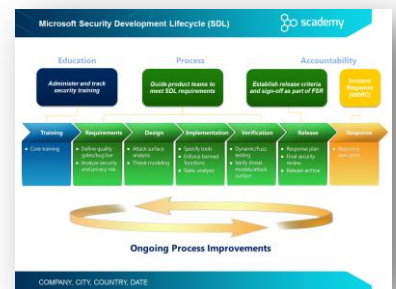 Microsoft Security Development Lifecycle (SDL)
scademy
Education
Process
Accountability
Administer and track
security training
Guide product teams to
meet SDL requirements
Establish release criteria
and sign-off as part of FSR
Incident
Response
(MSRC)
Training
Requirements
Design
Implementation
Verification
Release
Response
• Core training
• Define quality
gates/bug bar
• Analyze security
and privacy risk
• Attack surface
analysis
• Threat modeling
• Specify tools
• Enforce banned
functions
• Static analysis
• Dynamic/Fuzz
testing
• Verify threat
models/attack
surface
• Response plan
• Final security
review
• Release archive
• Response
execution
Ongoing Process Improvements
COMPANY, CITY, COUNTRY, DATE